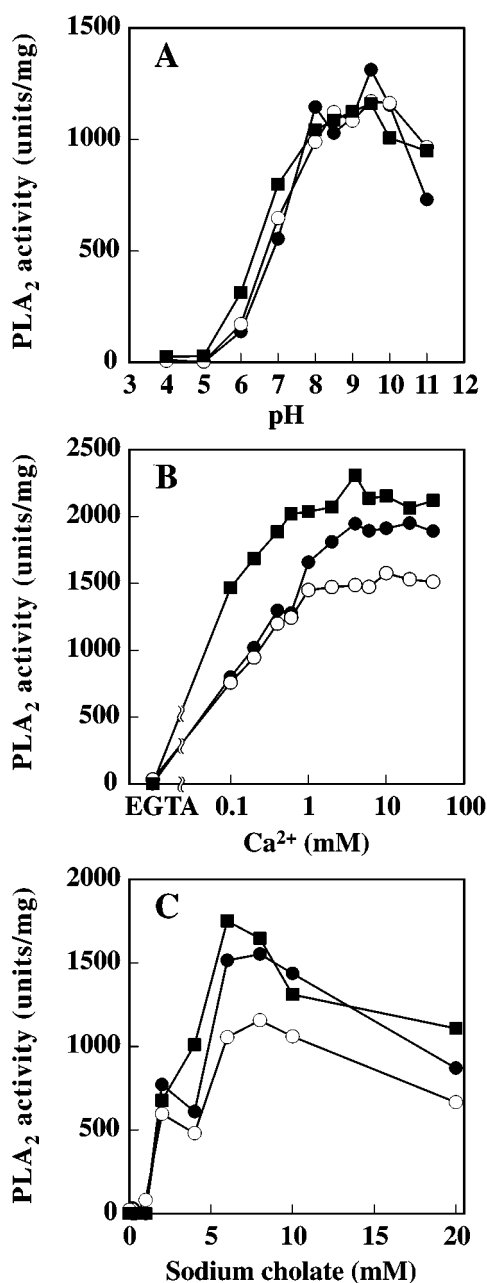 A
PLA₂ activity (units/mg)
1500
1000
500
0
3 4 5 6 7 8 9 10 11 12
pH
B
PLA₂ activity (units/mg)
2500
2000
1500
1000
500
0
EGTA 0.1 1 10 100
Ca²⁺ (mM)
C
PLA₂ activity (units/mg)
2000
1500
1000
500
0
0 5 10 15 20
Sodium cholate (mM)